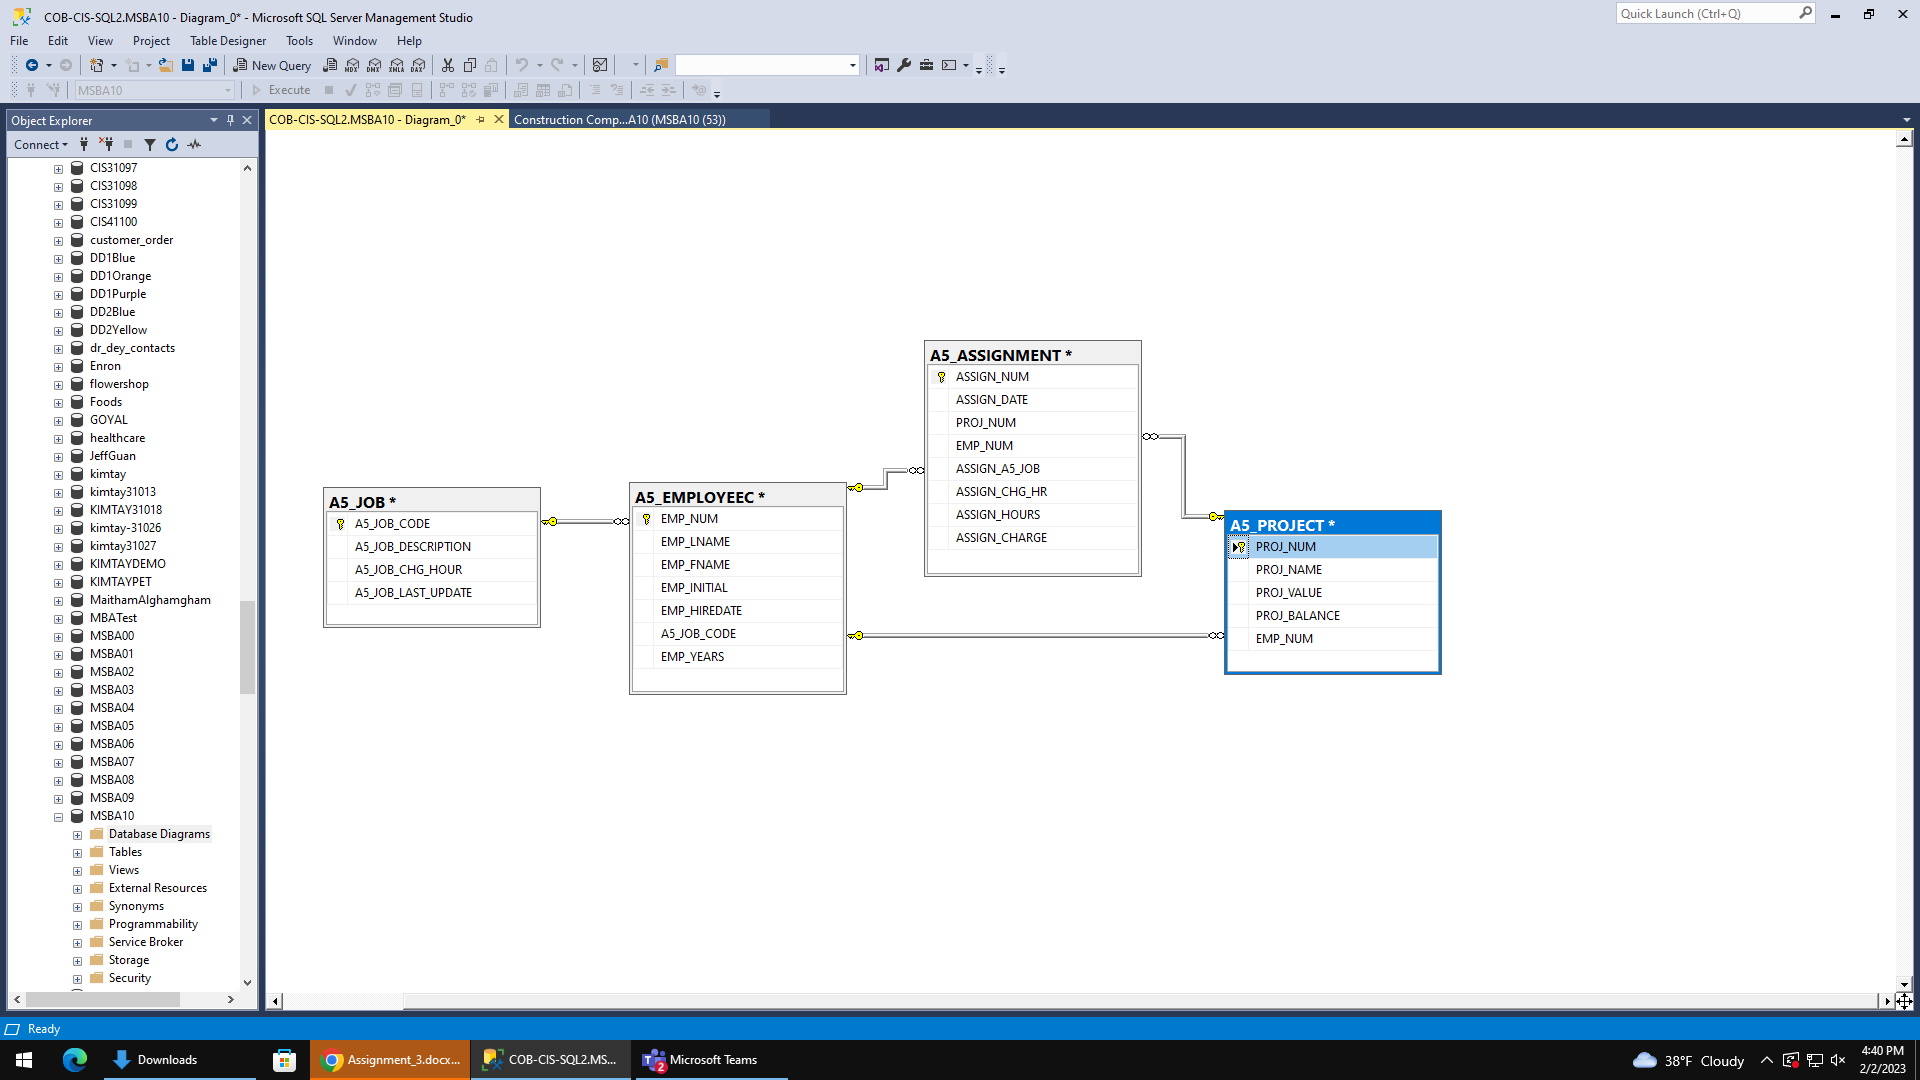 COB-CIS-SQL2.MSBA10 - Diagram_0* - Microsoft SQL Server Management Studio
Quick Launch (Ctrl+Q)
File Edit View Project Table Designer Tools Window Help
New Query MDX DMX XMLA DAX
MSBA10 Execute
Object Explorer
COB-CIS-SQL2.MSBA10 - Diagram_0*
Construction Comp...A10 (MSBA10 (53))
Connect
CIS31097
CIS31098
CIS31099
CIS41100
customer_order
DD1Blue
DD1Orange
DD1Purple
DD2Blue
DD2Yellow
dr_dey_contacts
Enron
flowershop
Foods
GOYAL
healthcare
JeffGuan
kimtay
kimtay31013
KIMTAY31018
kimtay-31026
kimtay31027
KIMTAYDEMO
KIMTAYPET
MaithamAlghamgham
MBATest
MSBA00
MSBA01
MSBA02
MSBA03
MSBA04
MSBA05
MSBA06
MSBA07
MSBA08
MSBA09
MSBA10
Database Diagrams
Tables
Views
External Resources
Synonyms
Programmability
Service Broker
Storage
Security
A5_JOB *
A5_JOB_CODE
A5_JOB_DESCRIPTION
A5_JOB_CHG_HOUR
A5_JOB_LAST_UPDATE
A5_EMPLOYEEC *
EMP_NUM
EMP_LNAME
EMP_FNAME
EMP_INITIAL
EMP_HIREDATE
A5_JOB_CODE
EMP_YEARS
A5_ASSIGNMENT *
ASSIGN_NUM
ASSIGN_DATE
PROJ_NUM
EMP_NUM
ASSIGN_A5_JOB
ASSIGN_CHG_HR
ASSIGN_HOURS
ASSIGN_CHARGE
A5_PROJECT *
PROJ_NUM
PROJ_NAME
PROJ_VALUE
PROJ_BALANCE
EMP_NUM
Ready
Downloads
Assignment_3.docx...
COB-CIS-SQL2.MS...
2
Microsoft Teams
38°F Cloudy
4:40 PM
2/2/2023